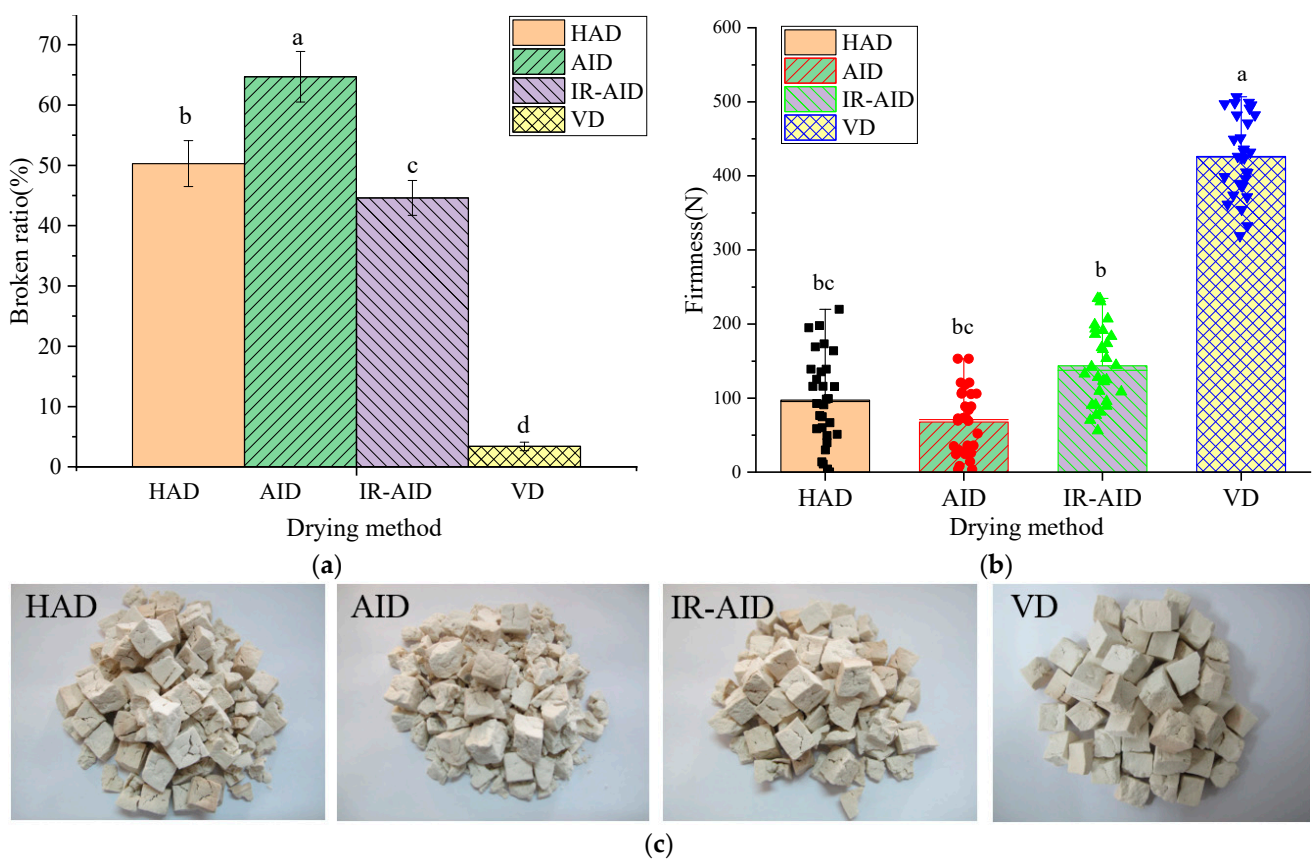 HAD
AID
IR-AID
VD
a
b
c
d
70
60
50
40
30
20
10
0
Broken ratio(%)
HAD AID IR-AID VD
Drying method
(a)
HAD
AID
IR-AID
VD
a
bc
bc
b
600
500
400
300
200
100
0
Firmness(N)
HAD AID IR-AID VD
Drying method
(b)
HAD
AID
IR-AID
VD
(c)